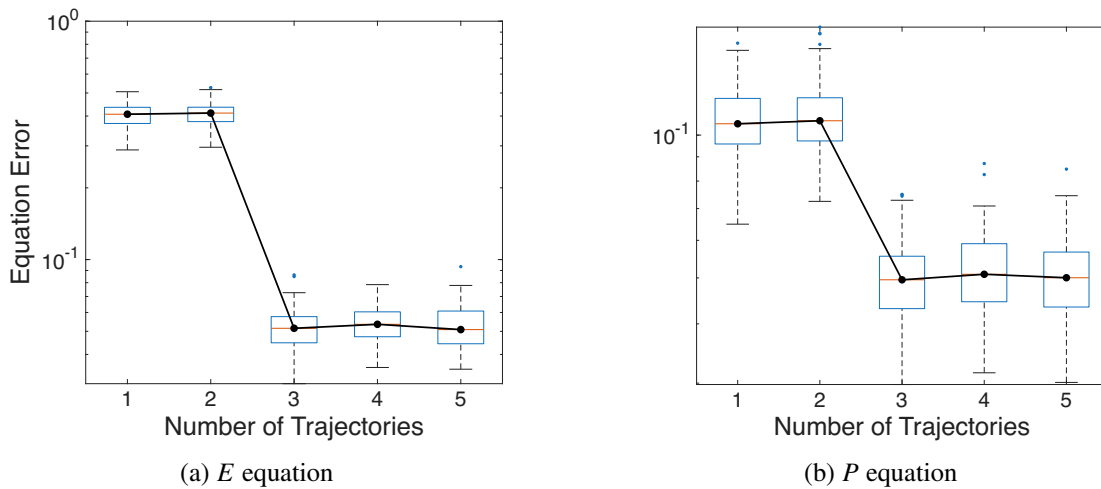 10^0
10^-1
Equation Error
1 2 3 4 5
Number of Trajectories
(a) E equation
10^-1
1 2 3 4 5
Number of Trajectories
(b) P equation